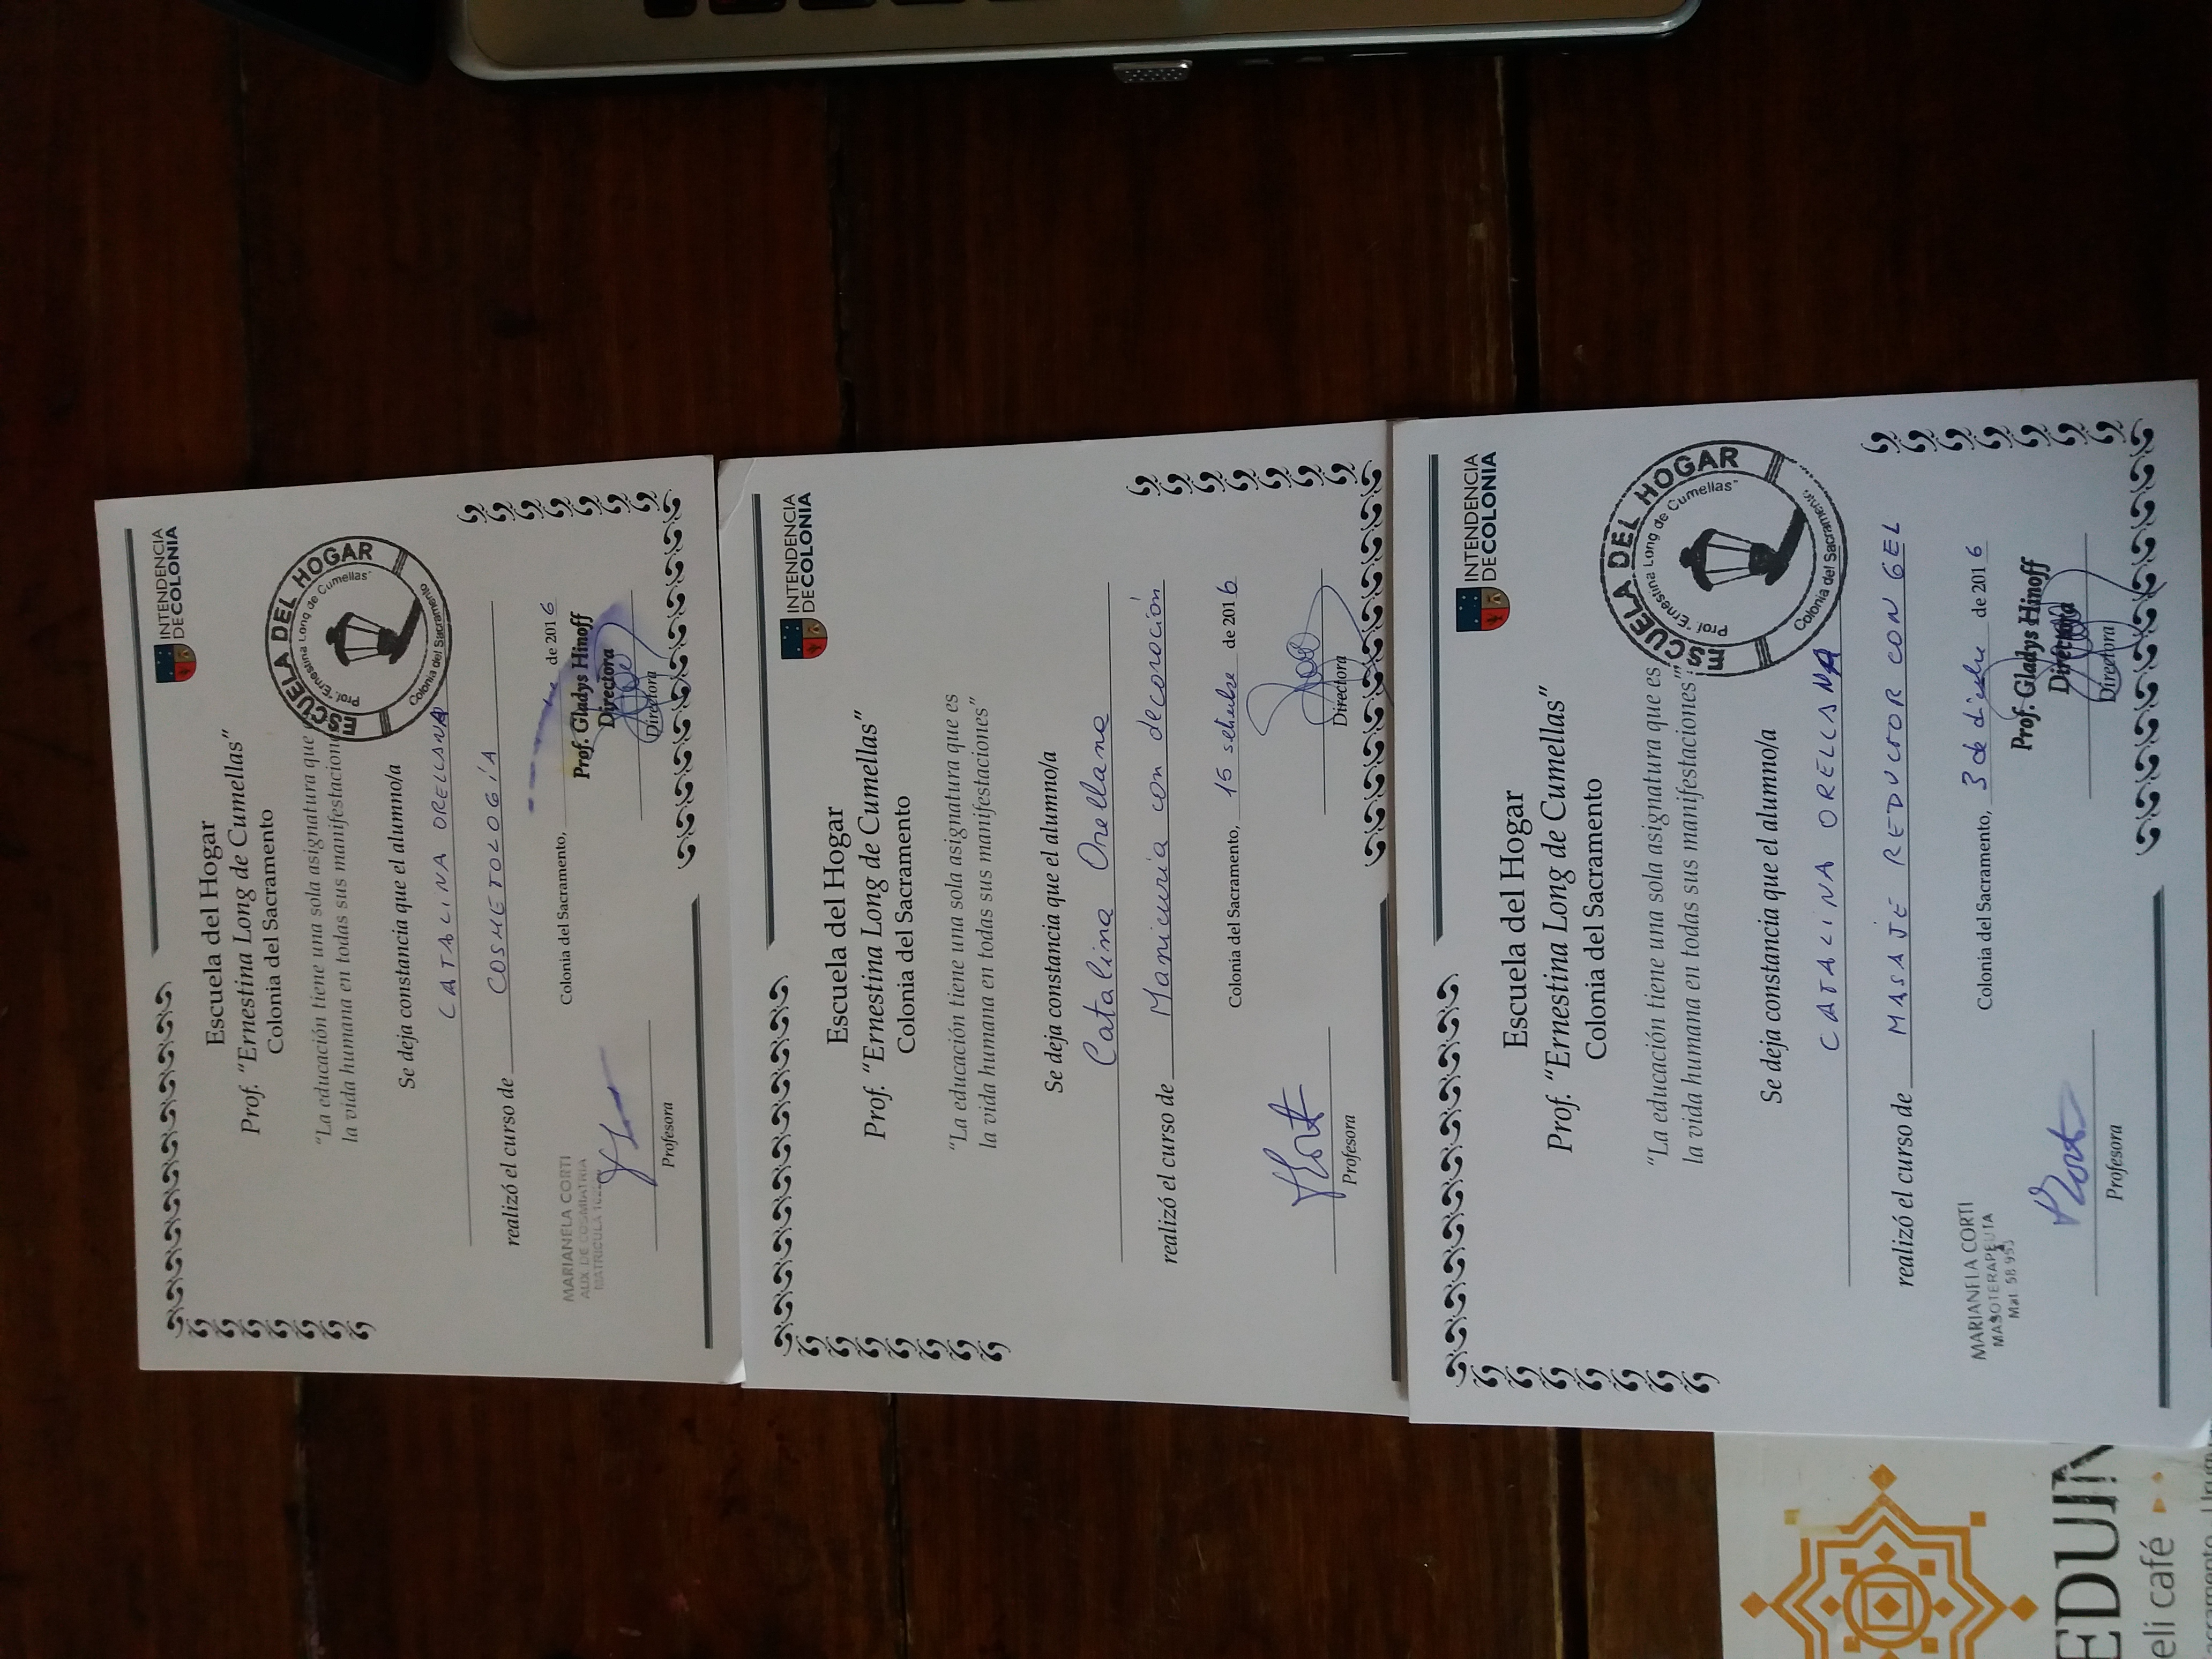 INTENDENCIA
DE COLONIA
Escuela del Hogar
Prof. “Ernestina Long de Cumellas”
Colonia del Sacramento
“La educación tiene una sola asignatura que
la vida humana en todas sus manifestacione
ESCUELA DEL HOGAR
Prof. "Ernestina Long de Cumellas"
Colonia del Sacramento
Se deja constancia que el alumno/a
CATALINA ORELLANA
realizó el curso de COSMETOLOGÍA
Colonia del Sacramento, de 2016
MARIANELA CORTI
AUX. DE COSMIATRIA
MATRICULA
Prof. Gladys Hinoff
Directora
Profesora
Directora
INTENDENCIA
DE COLONIA
Escuela del Hogar
Prof. “Ernestina Long de Cumellas”
Colonia del Sacramento
“La educación tiene una sola asignatura que es
la vida humana en todas sus manifestaciones”
Se deja constancia que el alumno/a
Catalina Orellana
realizó el curso de Manicuría con decoración
Colonia del Sacramento, 15 setiembre de 2016
Profesora
Directora
INTENDENCIA
DE COLONIA
Escuela del Hogar
Prof. “Ernestina Long de Cumellas”
Colonia del Sacramento
“La educación tiene una sola asignatura que es
la vida humana en todas sus manifestaciones”
ESCUELA DEL HOGAR
Prof. "Ernestina Long de Cumellas"
Colonia del Sacramento
Se deja constancia que el alumno/a
CATALINA ORELLANA
realizó el curso de MASAJE REDUCTOR CON GEL
Colonia del Sacramento, 3 de diciembre de 2016
MARIANELA CORTI
MASOTERAPEUTA
Mat. 58 953
Prof. Gladys Hinoff
Directora
Profesora
Directora
EDUIN
eli café
acramento - Urugu